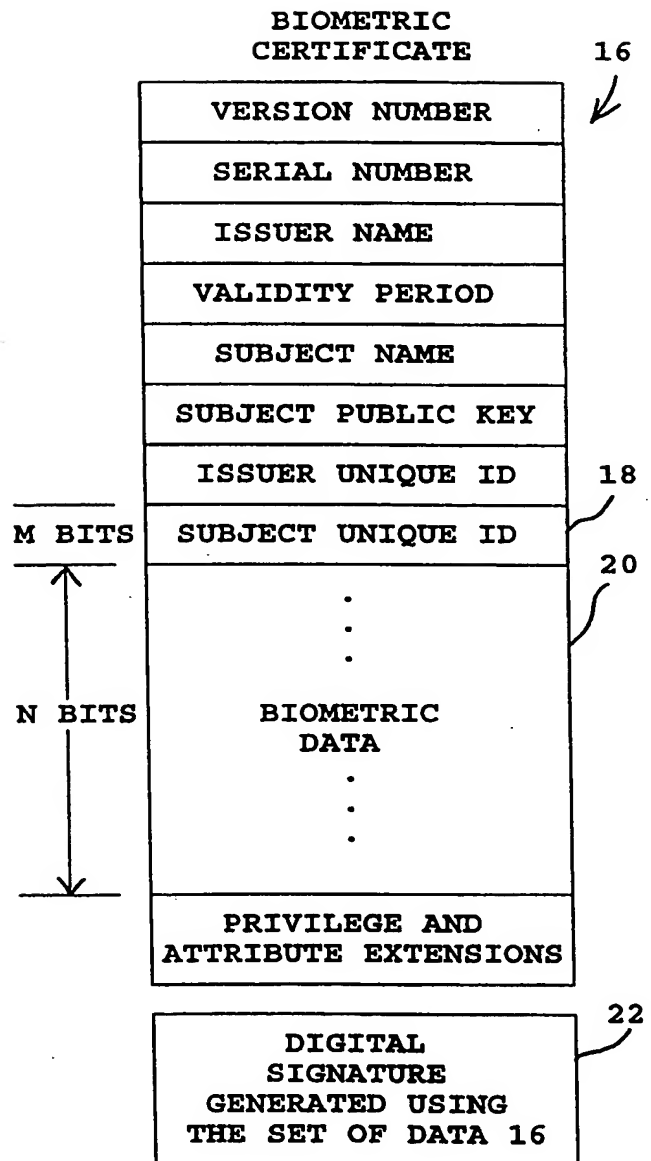 BIOMETRIC
CERTIFICATE
16
VERSION NUMBER
SERIAL NUMBER
ISSUER NAME
VALIDITY PERIOD
SUBJECT NAME
SUBJECT PUBLIC KEY
ISSUER UNIQUE ID
18
M BITS
SUBJECT UNIQUE ID
20
N BITS
BIOMETRIC
DATA
PRIVILEGE AND
ATTRIBUTE EXTENSIONS
22
DIGITAL
SIGNATURE
GENERATED USING
THE SET OF DATA 16